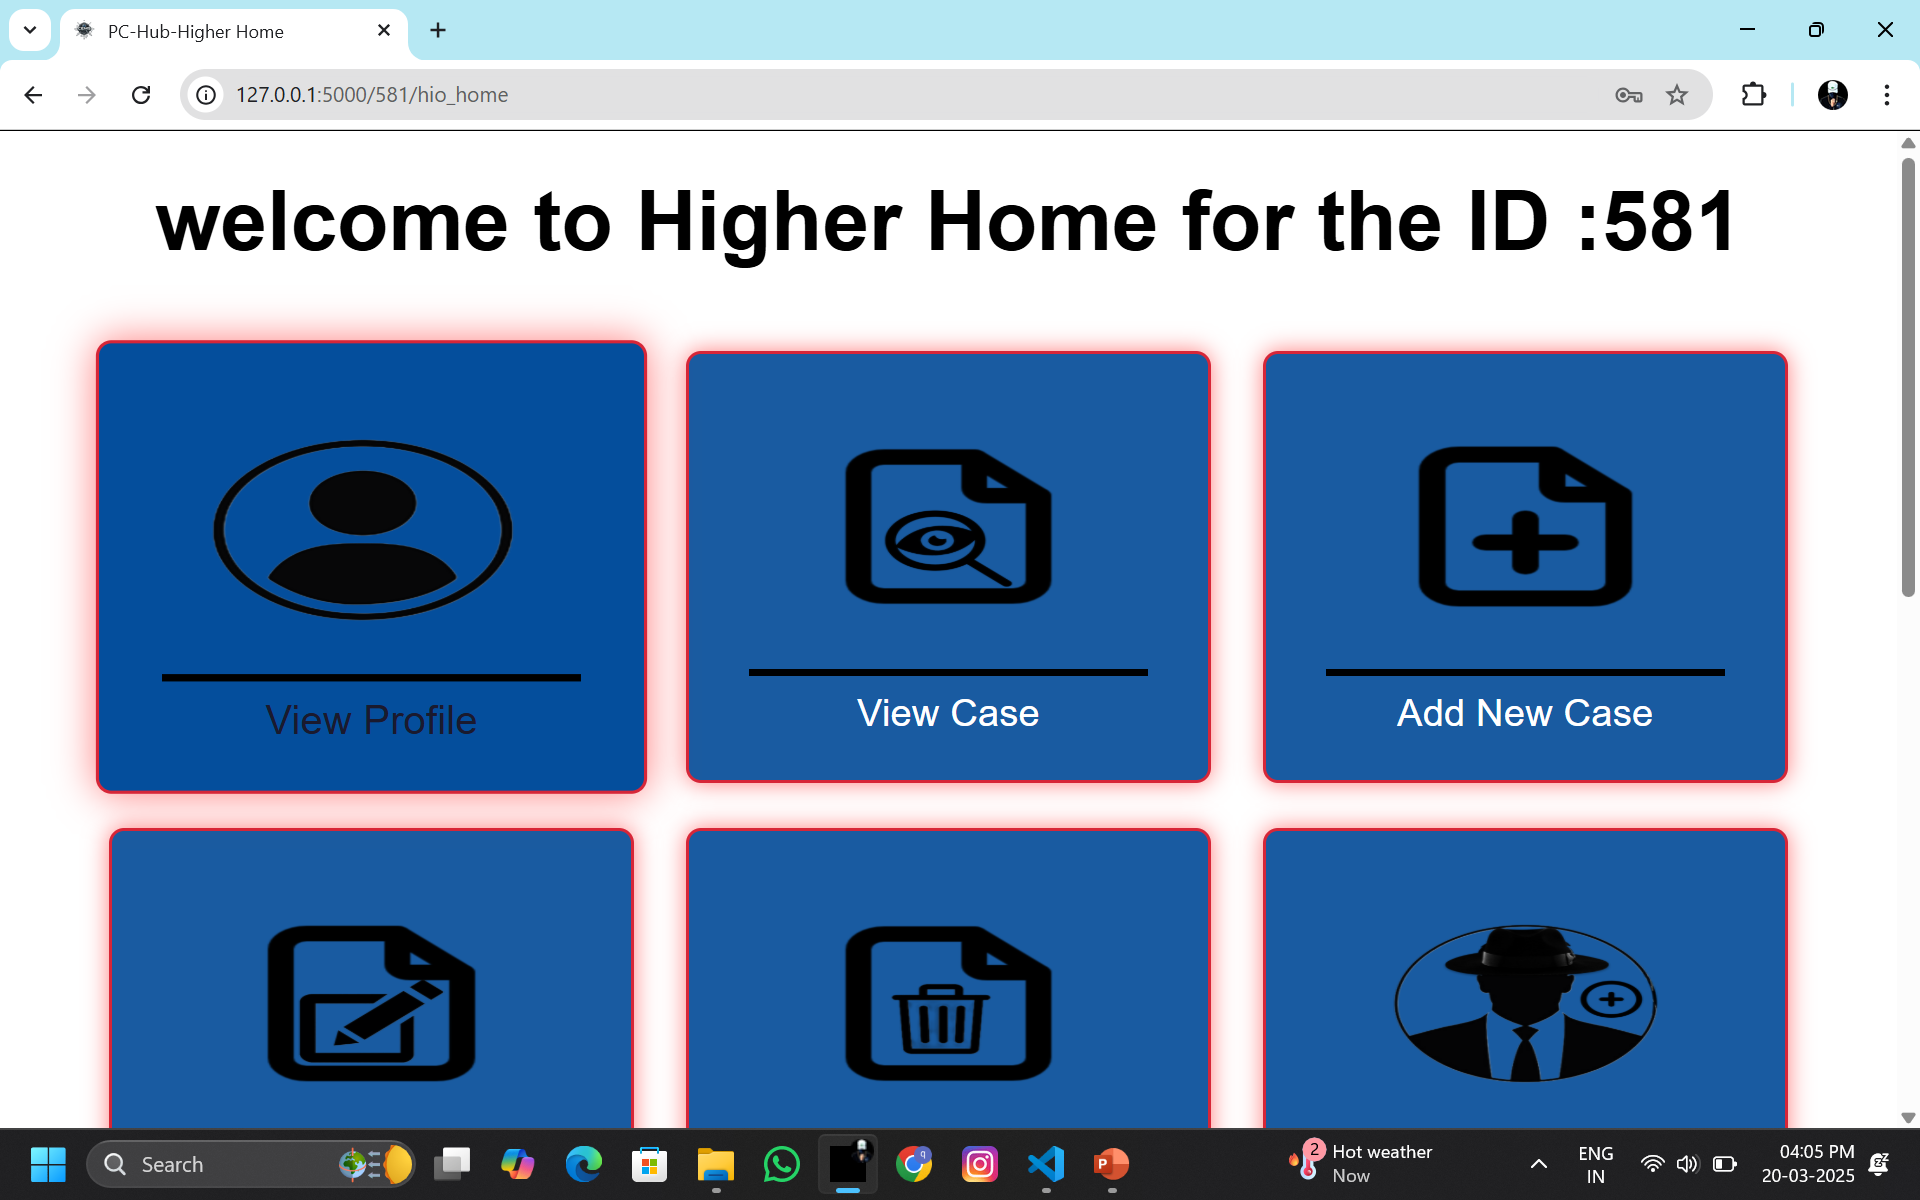 PC-Hub-Higher Home
127.0.0.1:5000/581/hio_home
welcome to Higher Home for the ID :581
View Profile
View Case
Add New Case
Search
2
Hot weather
Now
ENG
IN
04:05 PM
20-03-2025